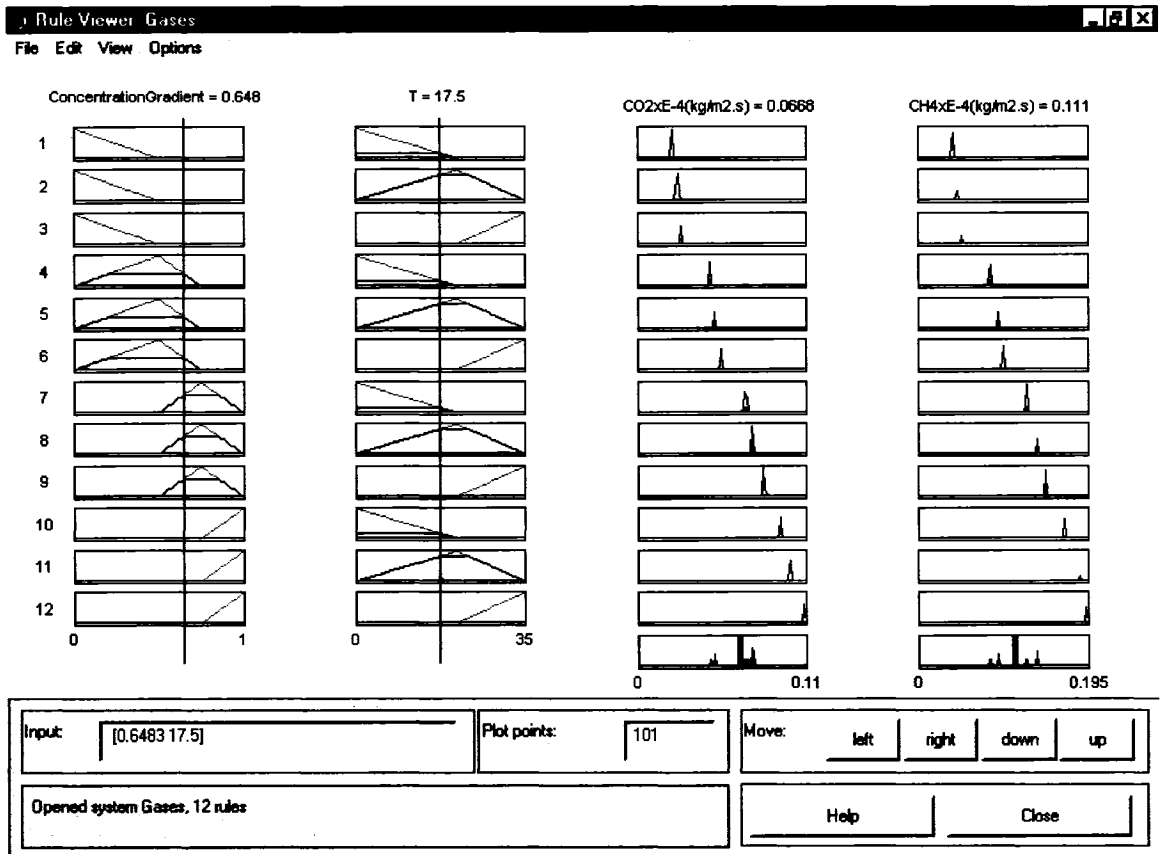 Rule Viewer Gases
File Edit View Options
ConcentrationGradient = 0.648
T = 17.5
CO2xE-4(kg/m2.s) = 0.0668
CH4xE-4(kg/m2.s) = 0.111
1
2
3
4
5
6
7
8
9
10
11
12
0 1
0 35
0 0.11
0 0.195
Input: [0.6483 17.5]
Plot points: 101
Move: left right down up
Opened system Gases, 12 rules
Help Close